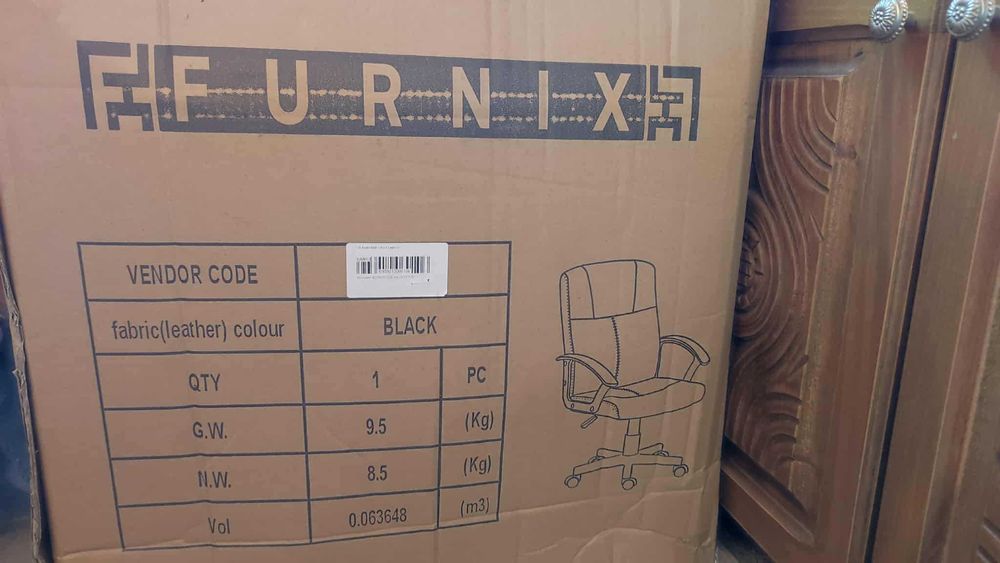 FURNIX
VENDOR CODE
fabric(leather) colour BLACK
QTY 1 PC
G.W. 9.5 (Kg)
N.W. 8.5 (Kg)
Vol 0.063648 (m3)